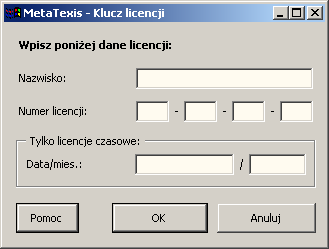 MetaTexis - Klucz licencji
Wpisz poniżej dane licencji:
Nazwisko:
Numer licencji: - - -
Tylko licencje czasowe:
Data/mies.: /
Pomoc OK Anuluj